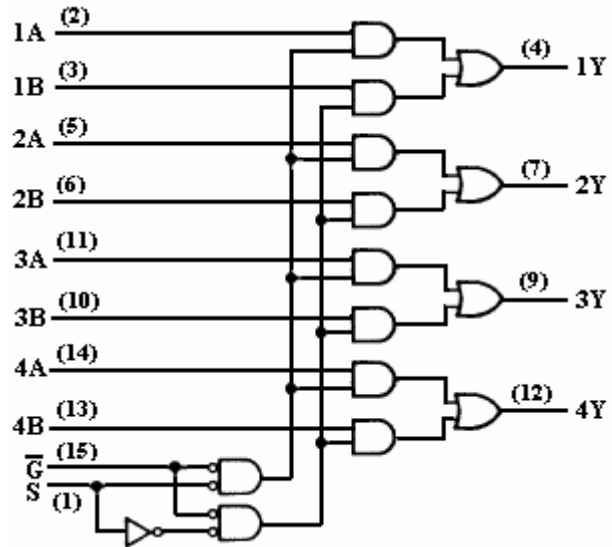 1A (2) (4) 1Y
1B (3)
2A (5) (7) 2Y
2B (6)
3A (11) (9) 3Y
3B (10)
4A (14) (12) 4Y
4B (13)
G̅ (15)
S (1)